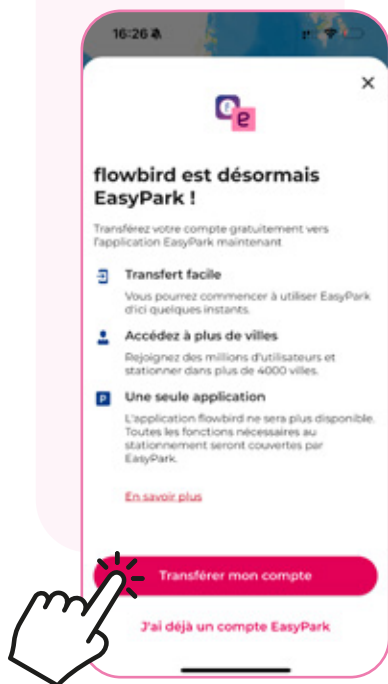 16:26
flowbird est désormais
EasyPark !
Transférez votre compte gratuitement vers
l'application EasyPark maintenant
Transfert facile
Vous pourrez commencer à utiliser EasyPark
d'ici quelques instants.
Accédez à plus de villes
Rejoignez des millions d'utilisateurs et
stationner dans plus de 4000 villes.
P
Une seule application
L'application flowbird ne sera plus disponible.
Toutes les fonctions nécessaires au
stationnement seront couvertes par
EasyPark.
En savoir plus
Transférer mon compte
J'ai déjà un compte EasyPark